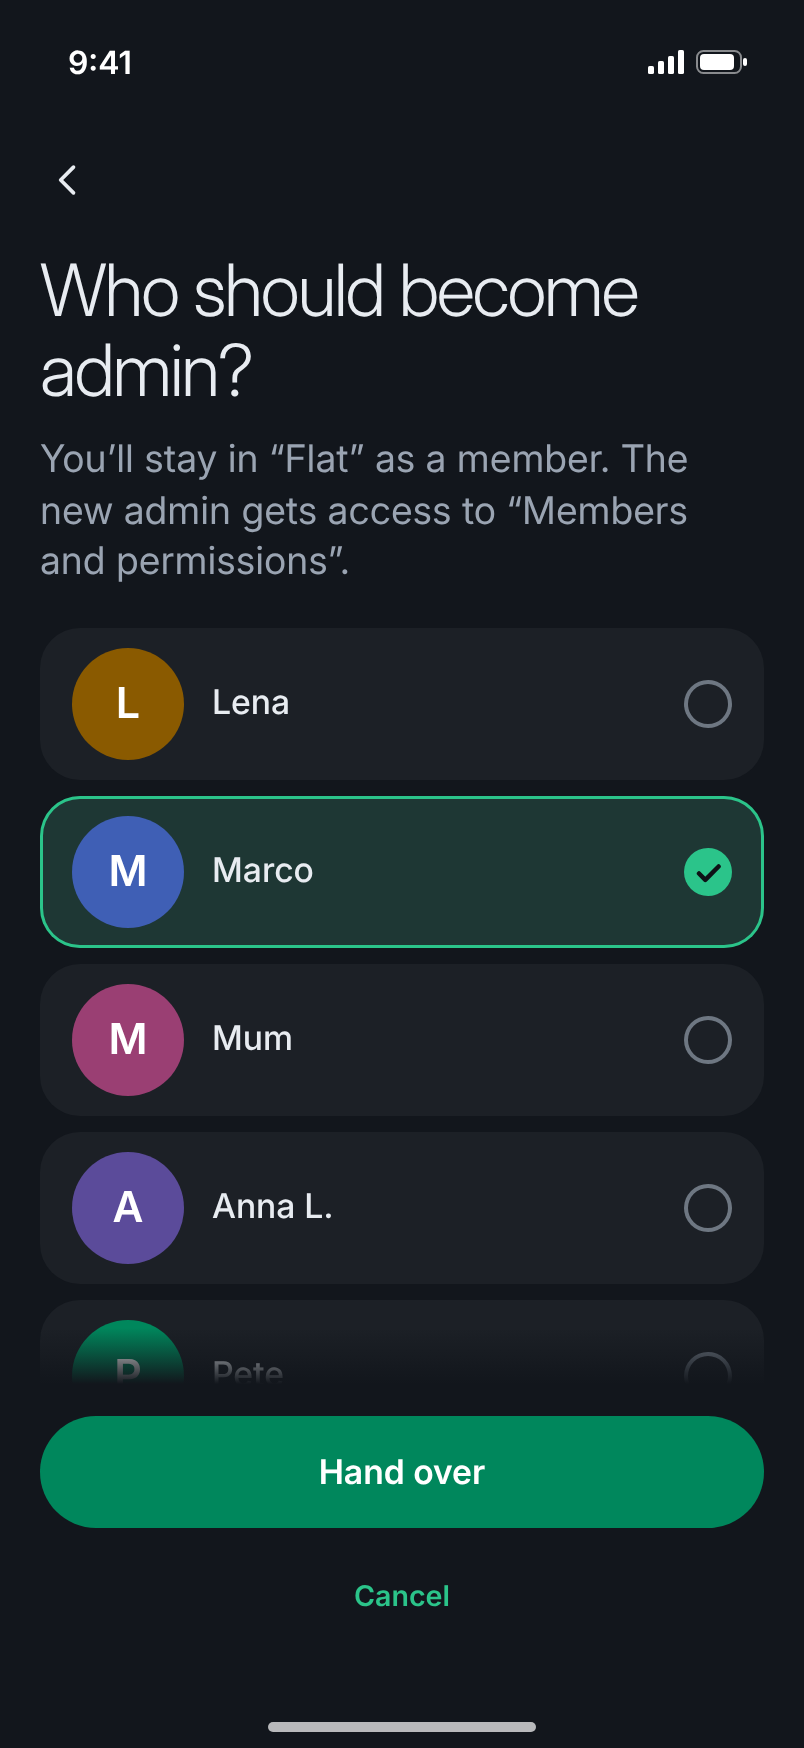 9:41
Who should become
admin?
You’ll stay in “Flat” as a member. The
new admin gets access to “Members
and permissions”.
L
Lena
M
Marco
M
Mum
A
Anna L.
P
Pete
Hand over
Cancel